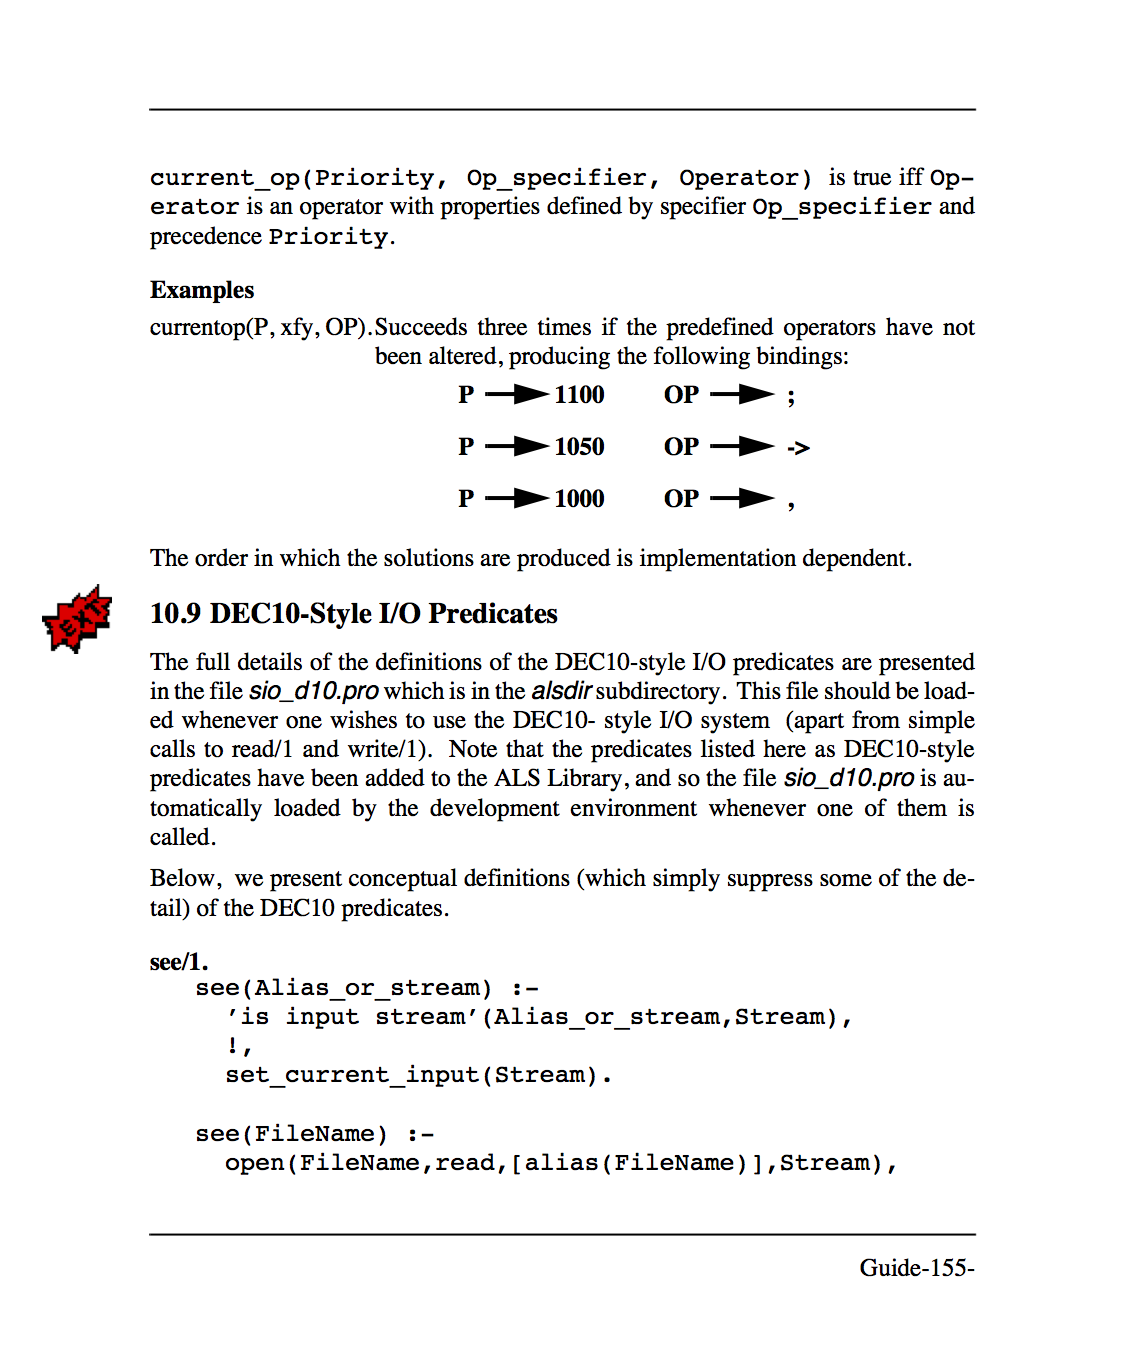 current_op(Priority, Op_specifier, Operator) is true iff Op-
erator is an operator with properties defined by specifier Op_specifier and
precedence Priority.
Examples
currentop(P, xfy, OP). Succeeds three times if the predefined operators have not
been altered, producing the following bindings:
P 1100 OP ;
P 1050 OP ->
P 1000 OP ,
The order in which the solutions are produced is implementation dependent.
EXT
10.9 DEC10-Style I/O Predicates
The full details of the definitions of the DEC10-style I/O predicates are presented
in the file sio_d10.pro which is in the alsdir subdirectory. This file should be load-
ed whenever one wishes to use the DEC10- style I/O system (apart from simple
calls to read/1 and write/1). Note that the predicates listed here as DEC10-style
predicates have been added to the ALS Library, and so the file sio_d10.pro is au-
tomatically loaded by the development environment whenever one of them is
called.
Below, we present conceptual definitions (which simply suppress some of the de-
tail) of the DEC10 predicates.
see/1.
see(Alias_or_stream) :-
’is input stream’(Alias_or_stream,Stream),
!,
set_current_input(Stream).
see(FileName) :-
open(FileName,read,[alias(FileName)],Stream),
Guide-155-